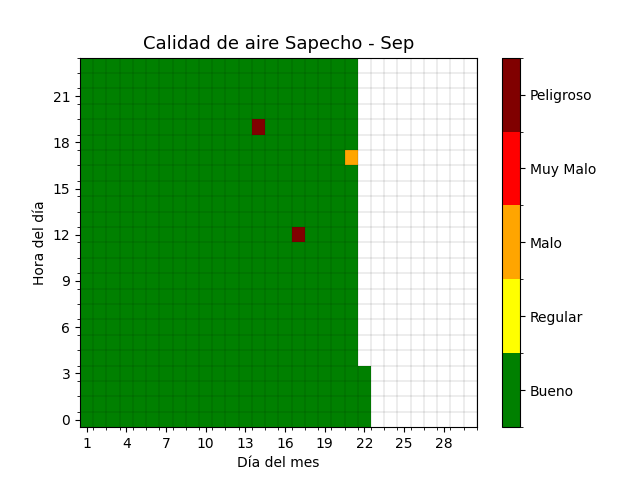 Calidad de aire Sapecho - Sep
Hora del día
21
18
15
12
9
6
3
0
1 4 7 10 13 16 19 22 25 28
Día del mes
Peligroso
Muy Malo
Malo
Regular
Bueno